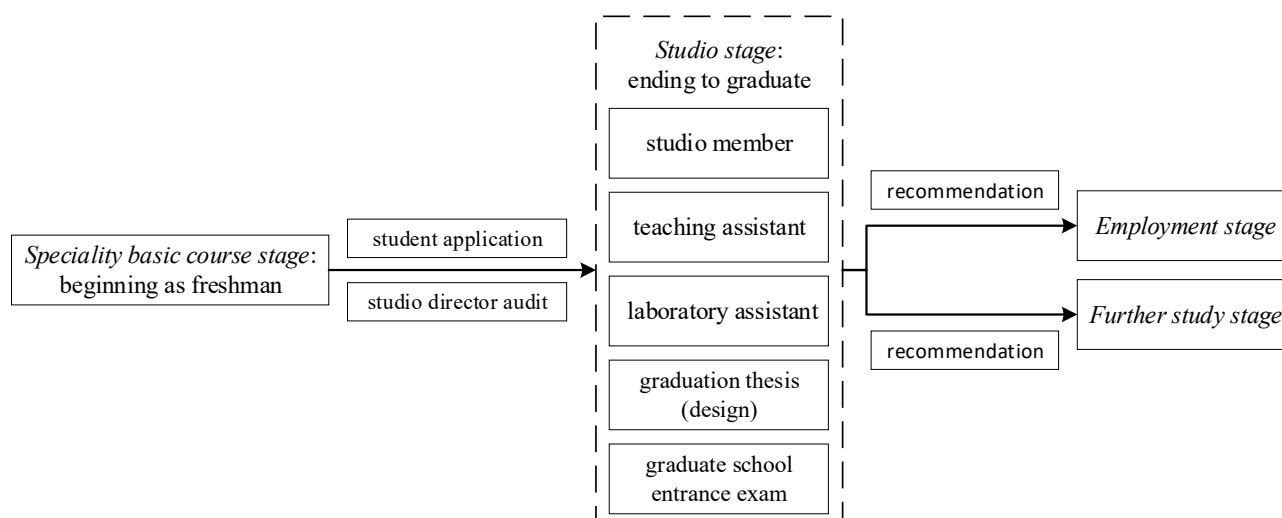 Speciality basic course stage:
beginning as freshman
student application
studio director audit
Studio stage:
ending to graduate
studio member
teaching assistant
laboratory assistant
graduation thesis
(design)
graduate school
entrance exam
recommendation
Employment stage
Further study stage
recommendation